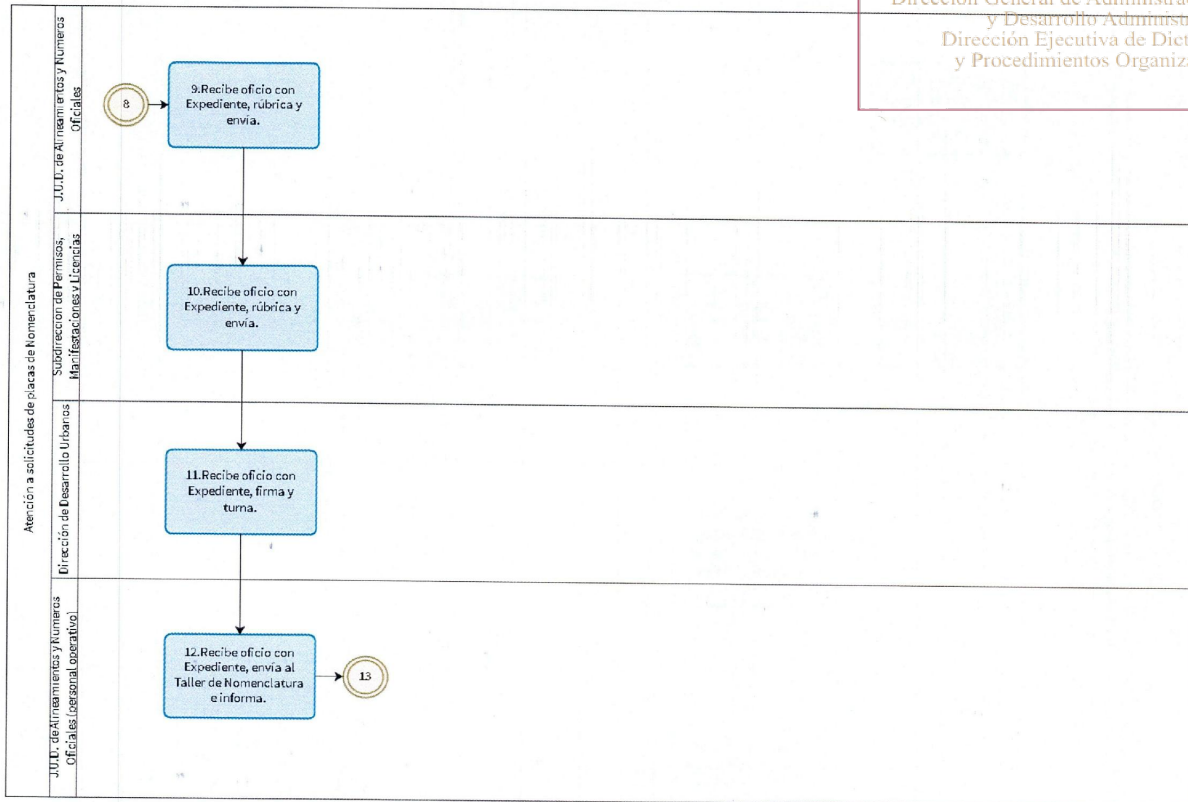 Dirección General de Administrac
y Desarrollo Administ
Dirección Ejecutiva de Dict
y Procedimientos Organiza
Atención a solicitudes de placas de Nomenclatura
J.U.D. de Alineamientos y Números
Oficiales
8
9.Recibe oficio con
Expediente, rúbrica y
envía.
Subdirección de Permisos,
Manifestaciones y Licencias
10.Recibe oficio con
Expediente, rúbrica y
envía.
Dirección de Desarrollo Urbanos
11.Recibe oficio con
Expediente, firma y
turna.
J.U.D. de Alineamientos y Números
Oficiales (personal operativo)
12.Recibe oficio con
Expediente, envía al
Taller de Nomenclatura
e informa.
13